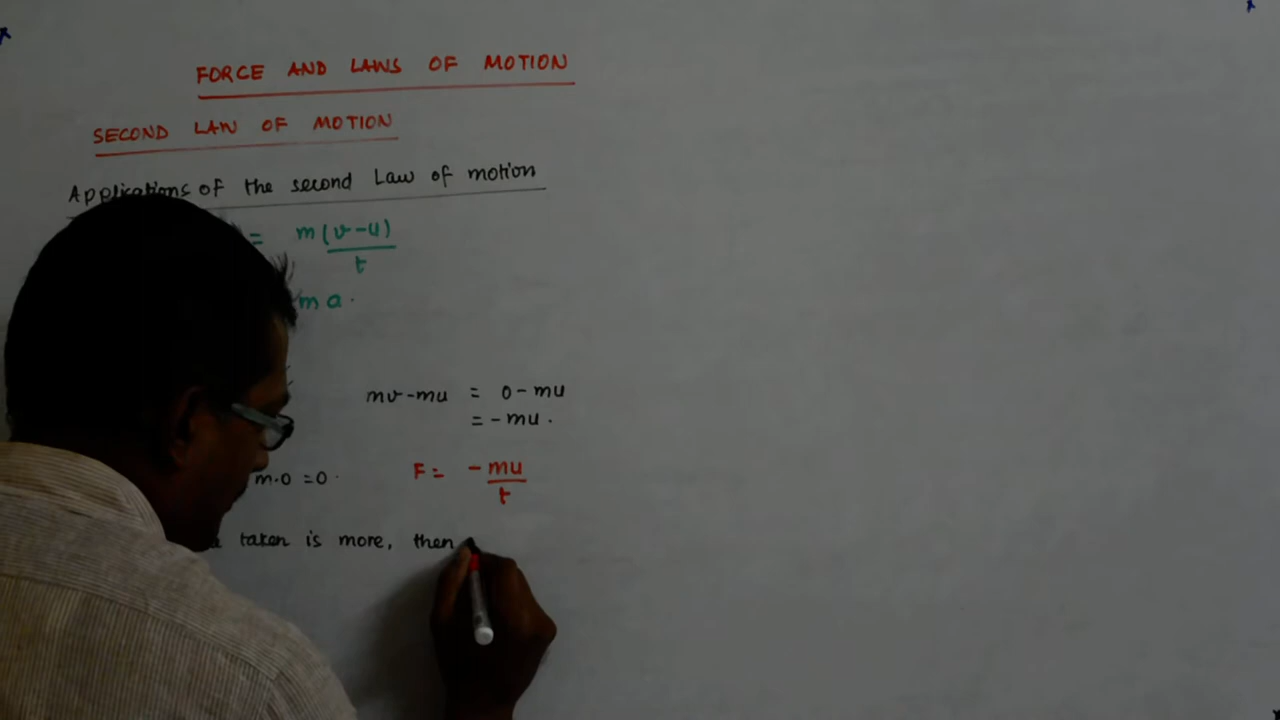 FORCE AND LAWS OF MOTION
SECOND LAW OF MOTION
Applications of the second Law of motion
= m(v-u)
t
ma.
mv-mu = 0-mu
= -mu.
m.0 =0. F= -mu
t
taken is more, then